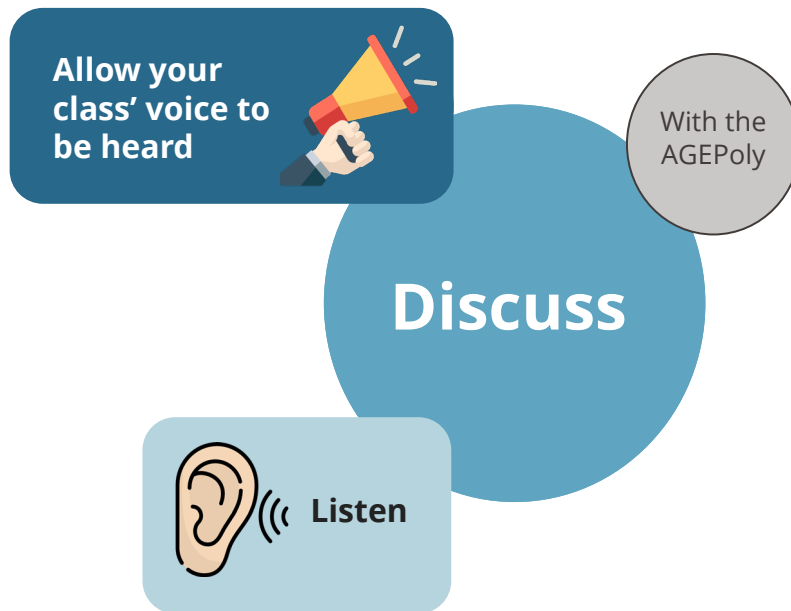 Allow your
class’ voice to
be heard
With the
AGEPoly
Discuss
Listen